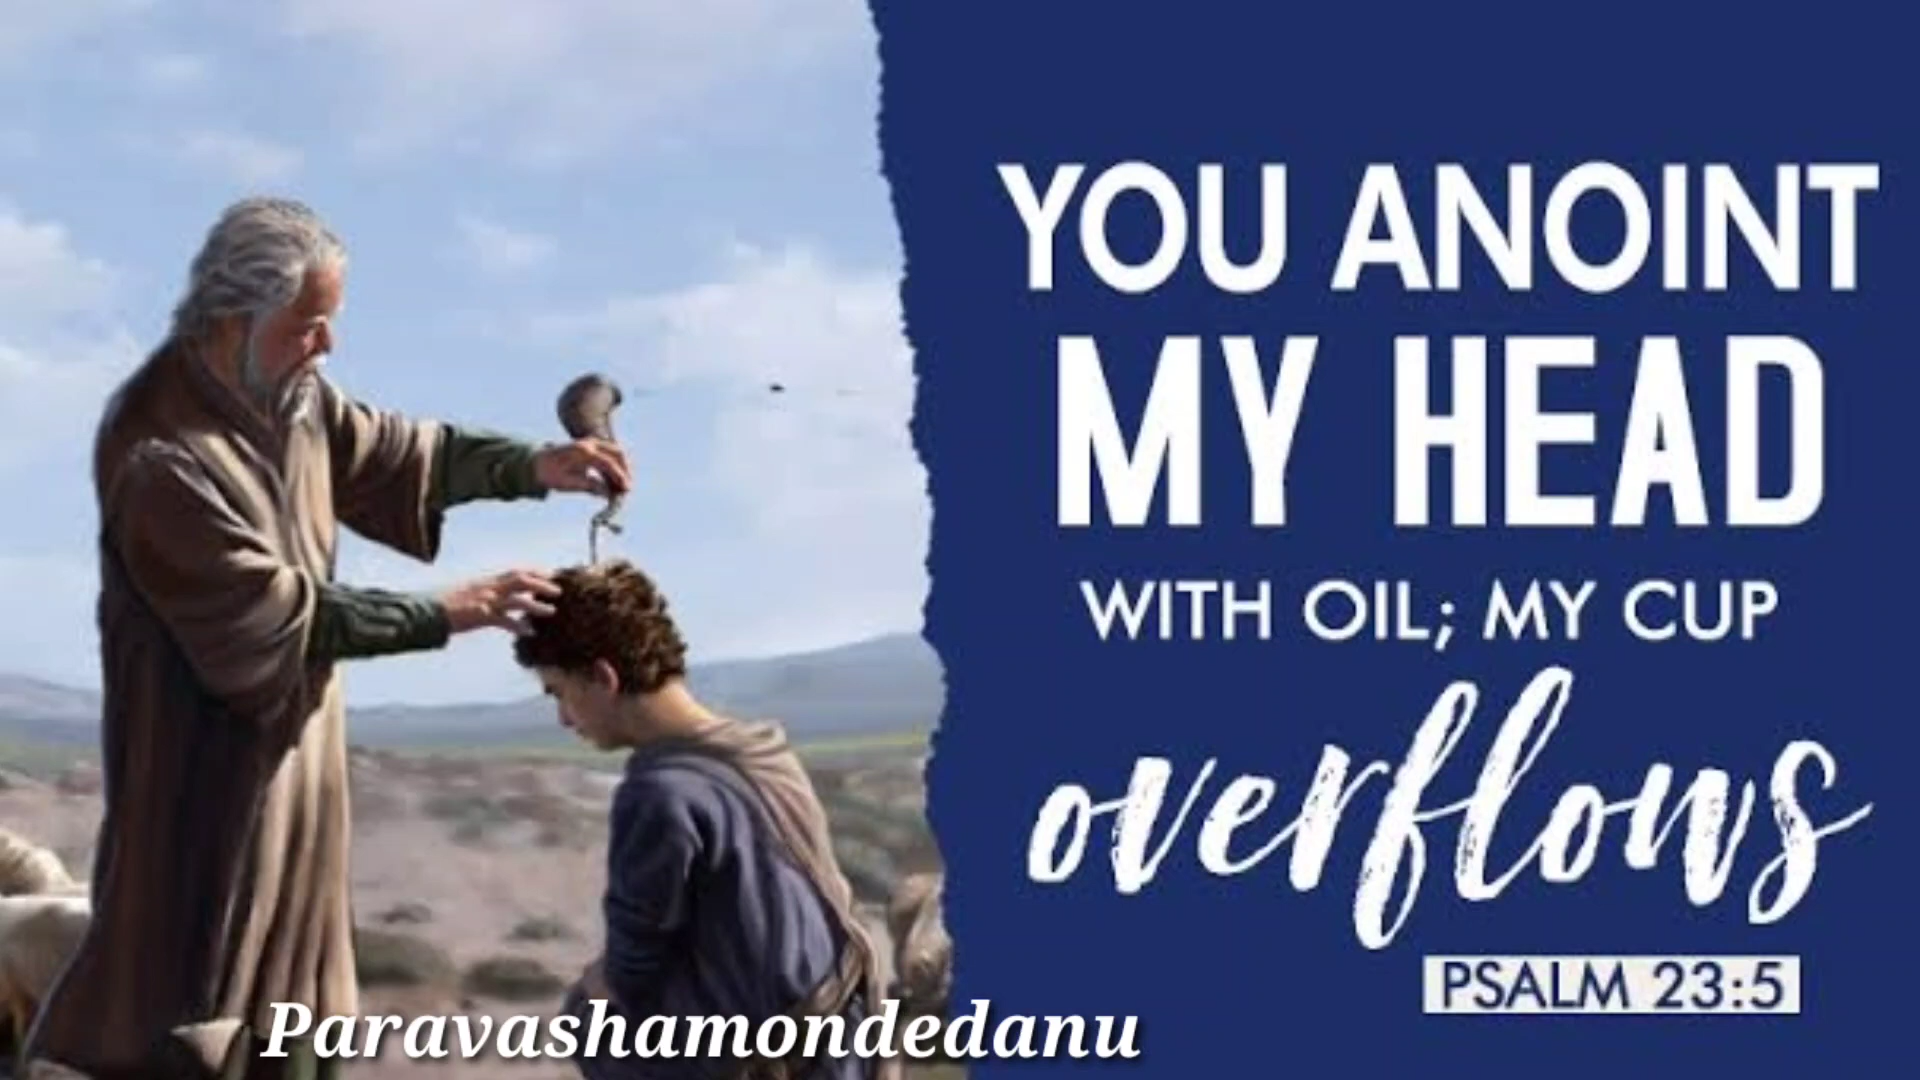 YOU ANOINT
MY HEAD
WITH OIL; MY CUP
overflows
PSALM 23:5
Paravashamondedanu